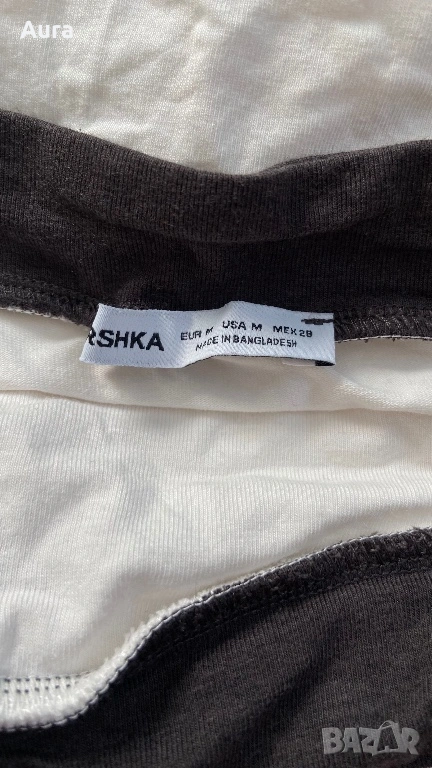 Aura
RSHKA
EUR M USA M MEX 28
MADE IN BANGLADESH
BAZAR